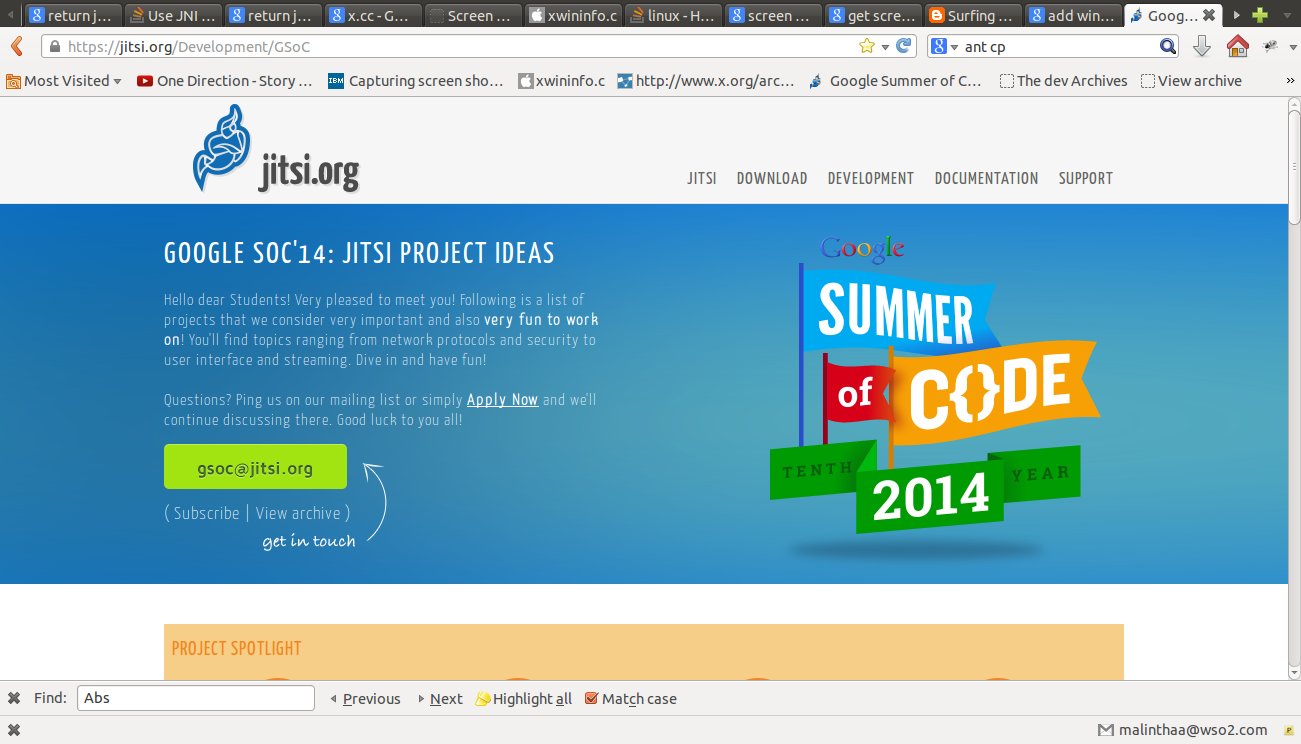 return j... Use JNI ... return j... x.cc - G... Screen ... xwininfo.c linux - H... screen ... get scre... Surfing ... add win... Goog...
https://jitsi.org/Development/GSoC ant cp
Most Visited One Direction - Story ... IBM Capturing screen sho... xwininfo.c http://www.x.org/arc... Google Summer of C... The dev Archives View archive »
jitsi.org
JITSI DOWNLOAD DEVELOPMENT DOCUMENTATION SUPPORT
GOOGLE SOC'14: JITSI PROJECT IDEAS
Hello dear Students! Very pleased to meet you! Following is a list of
projects that we consider very important and also very fun to work
on! You'll find topics ranging from network protocols and security to
user interface and streaming. Dive in and have fun!
Questions? Ping us on our mailing list or simply Apply Now and we'll
continue discussing there. Good luck to you all!
gsoc@jitsi.org
( Subscribe | View archive )
get in touch
Google
SUMMER
of CODE
TENTH YEAR
2014
PROJECT SPOTLIGHT
Find: Abs Previous Next Highlight all Match case
malinthaa@wso2.com